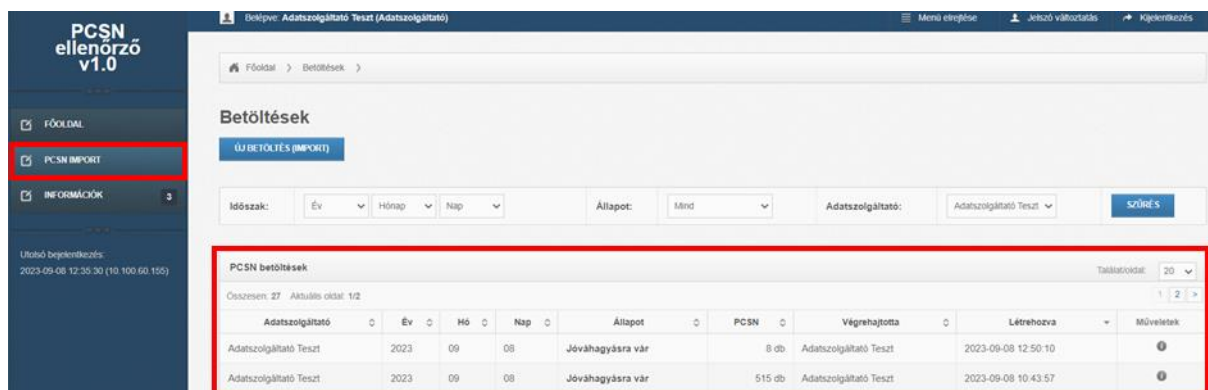 PCSN
ellenőrző
v1.0
Belépve: Adatszolgáltató Teszt (Adatszolgáltató)
Menü elrejtése
Jelszó változtatás
Kijelentkezés
FŐOLDAL
PCSN IMPORT
INFORMÁCIÓK 3
Utolsó bejelentkezés:
2023-09-08 12:35:30 (10.100.60.155)
Főoldal > Betöltések >
Betöltések
ÚJ BETÖLTÉS (IMPORT)
Időszak: Év Hónap Nap Állapot: Mind Adatszolgáltató: Adatszolgáltató Teszt SZŰRÉS
PCSN betöltések Találat/oldal: 20
Összesen: 27 Aktuális oldal: 1/2 1 2 >
Adatszolgáltató Év Hó Nap Állapot PCSN Végrehajtotta Létrehozva Műveletek
Adatszolgáltató Teszt 2023 09 08 Jóváhagyásra vár 8 db Adatszolgáltató Teszt 2023-09-08 12:50:10
Adatszolgáltató Teszt 2023 09 08 Jóváhagyásra vár 515 db Adatszolgáltató Teszt 2023-09-08 10:43:57